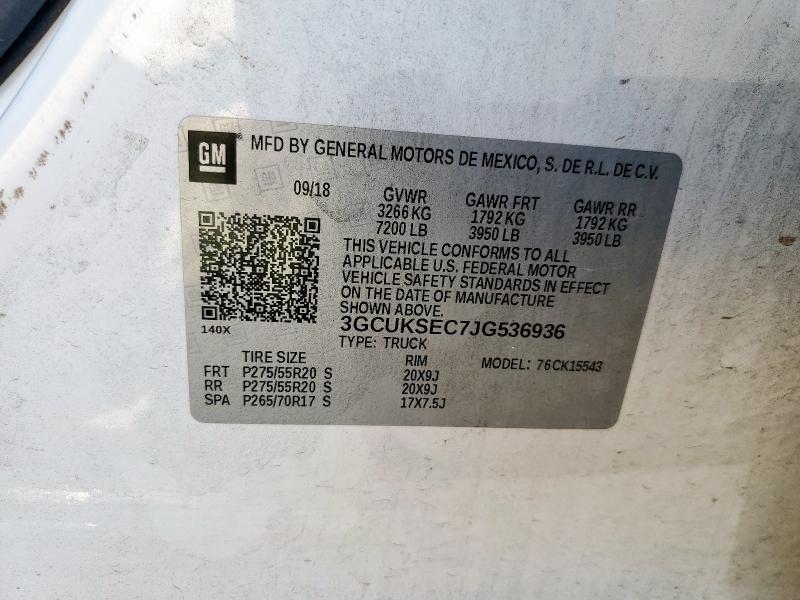 GM® MFD BY GENERAL MOTORS DE MEXICO, S. DE R.L. DE C.V.
09/18 GVWR GAWR FRT GAWR RR
3266 KG 1792 KG 1792 KG
7200 LB 3950 LB 3950 LB
THIS VEHICLE CONFORMS TO ALL
APPLICABLE U.S. FEDERAL MOTOR
VEHICLE SAFETY STANDARDS IN EFFECT
ON THE DATE OF MANUFACTURE
SHOWN ABOVE.
140X 3GCUKSEC7JG536936
TYPE: TRUCK
TIRE SIZE RIM MODEL: 76CK15543
FRT P275/55R20 S 20X9J
RR P275/55R20 S 20X9J
SPA P265/70R17 S 17X7.5J